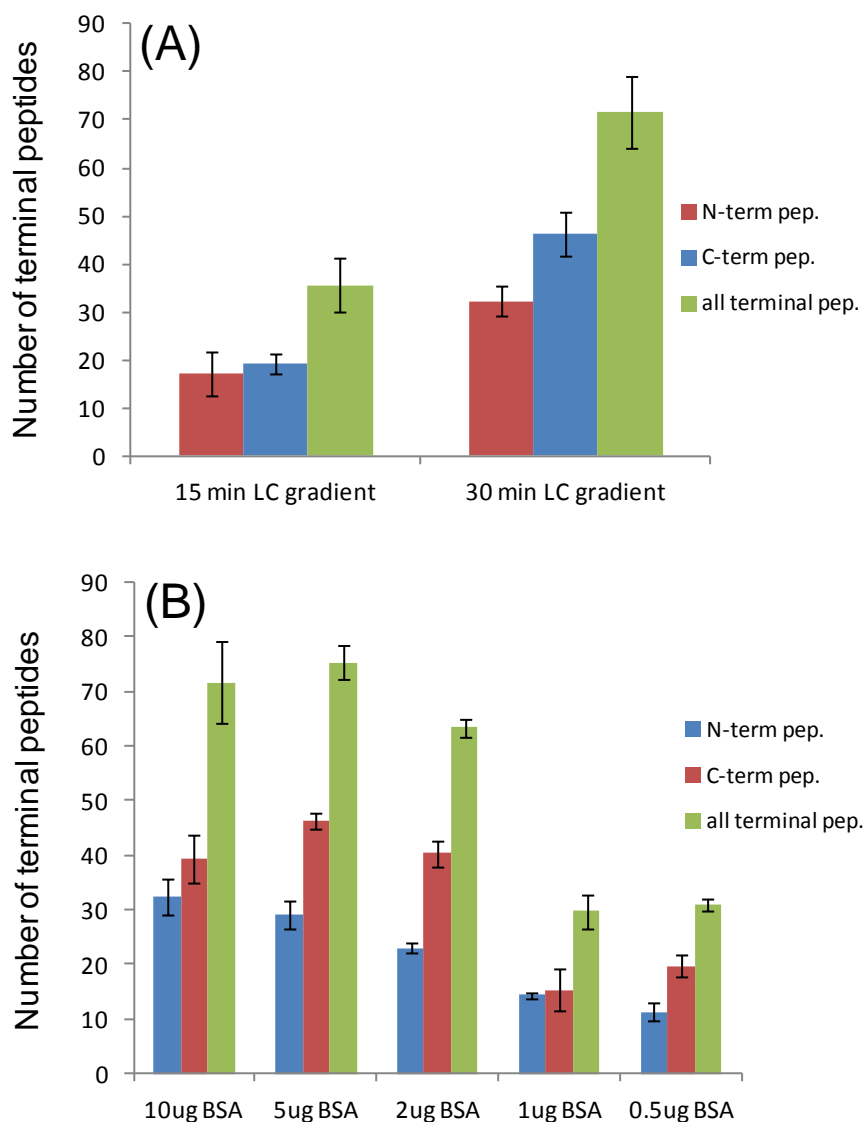 (A)
Number of terminal peptides
90
80
70
60
50
40
30
20
10
0
15 min LC gradient
30 min LC gradient
N-term pep.
C-term pep.
all terminal pep.
(B)
Number of terminal peptides
90
80
70
60
50
40
30
20
10
0
10ug BSA
5ug BSA
2ug BSA
1ug BSA
0.5ug BSA
N-term pep.
C-term pep.
all terminal pep.